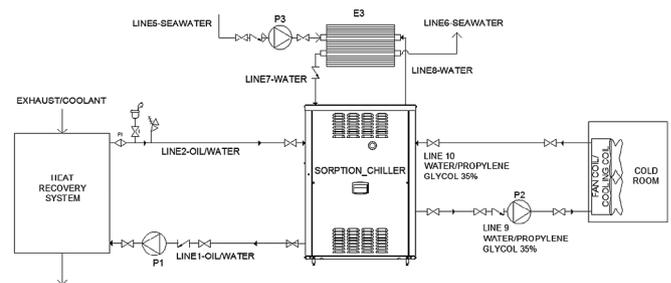 LINE5-SEAWATER
P3
E3
LINE6-SEAWATER
LINE7-WATER
LINE8-WATER
EXHAUST/COOLANT
PI
LINE2-OIL/WATER
HEAT
RECOVERY
SYSTEM
SORPTION_CHILLER
LINE 10
WATER/PROPYLENE
GLYCOL 35%
FAN COIL/
COOLING COIL
COLD
ROOM
P2
P1
LINE1-OIL/WATER
LINE 9
WATER/PROPYLENE
GLYCOL 35%